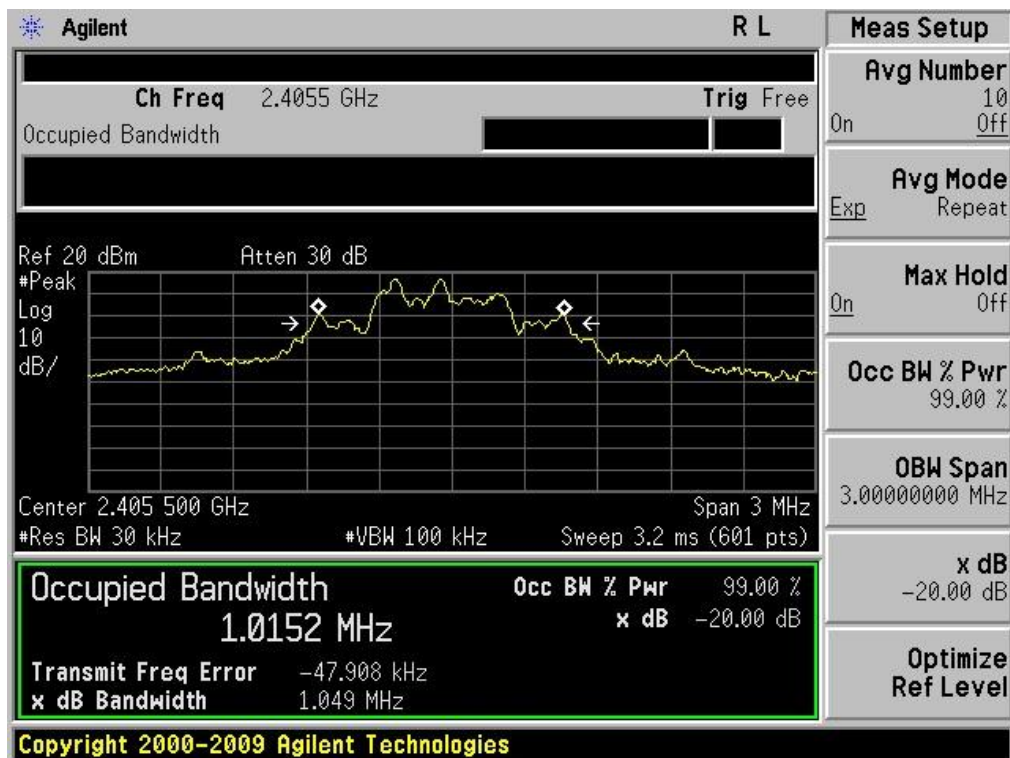 Agilent R L
Ch Freq 2.4055 GHz Trig Free
Occupied Bandwidth
Ref 20 dBm Atten 30 dB
#Peak
Log
10
dB/
Center 2.405 500 GHz Span 3 MHz
#Res BW 30 kHz #VBW 100 kHz Sweep 3.2 ms (601 pts)
Occupied Bandwidth
1.0152 MHz
Occ BW % Pwr 99.00 %
x dB -20.00 dB
Transmit Freq Error -47.908 kHz
x dB Bandwidth 1.049 MHz
Copyright 2000-2009 Agilent Technologies
Meas Setup
Avg Number
10
On Off
Avg Mode
Exp Repeat
Max Hold
On Off
Occ BW % Pwr
99.00 %
OBW Span
3.00000000 MHz
x dB
-20.00 dB
Optimize
Ref Level